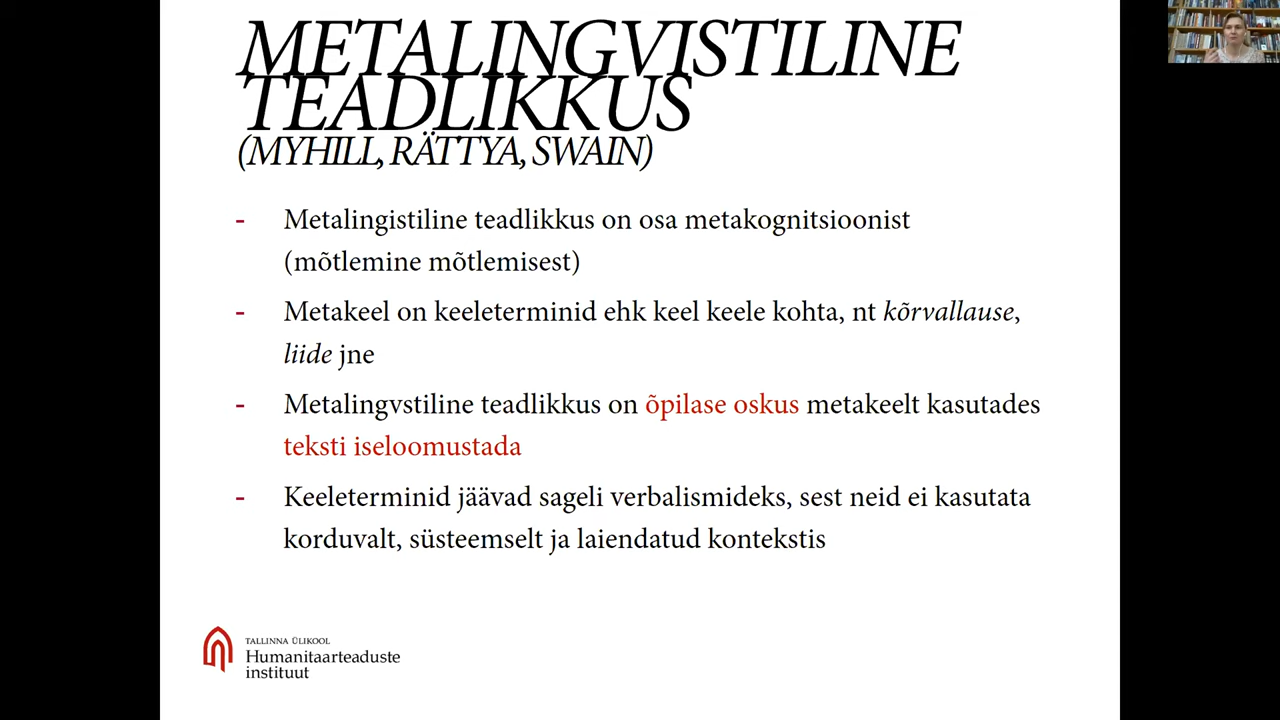 METALINGVISTILINE
TEADLIKKUS
(MYHILL, RÄTTYA, SWAIN)
- Metalingistiline teadlikkus on osa metakognitsioonist
(mõtlemine mõtlemisest)
- Metakeel on keeleterminid ehk keel keele kohta, nt kõrvallause,
liide jne
- Metalingvstiline teadlikkus on õpilase oskus metakeelt kasutades
teksti iseloomustada
- Keeleterminid jäävad sageli verbalismideks, sest neid ei kasutata
korduvalt, süsteemselt ja laiendatud kontekstis
TALLINNA ÜLIKOOL
Humanitaarteaduste
instituut